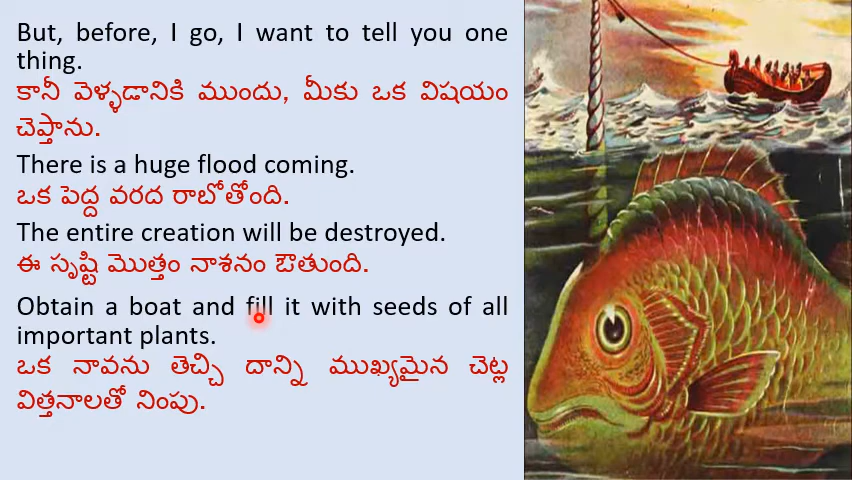 But, before, I go, I want to tell you one
thing.
కానీ వెళ్ళడానికి ముందు, మీకు ఒక విషయం
చెప్తాను.
There is a huge flood coming.
ఒక పెద్ద వరద రాబోతోంది.
The entire creation will be destroyed.
ఈ సృష్టి మొత్తం నాశనం ఔతుంది.
Obtain a boat and fill it with seeds of all
important plants.
ఒక నావను తెచ్చి దాన్ని ముఖ్యమైన చెట్ల
విత్తనాలతో నింపు.